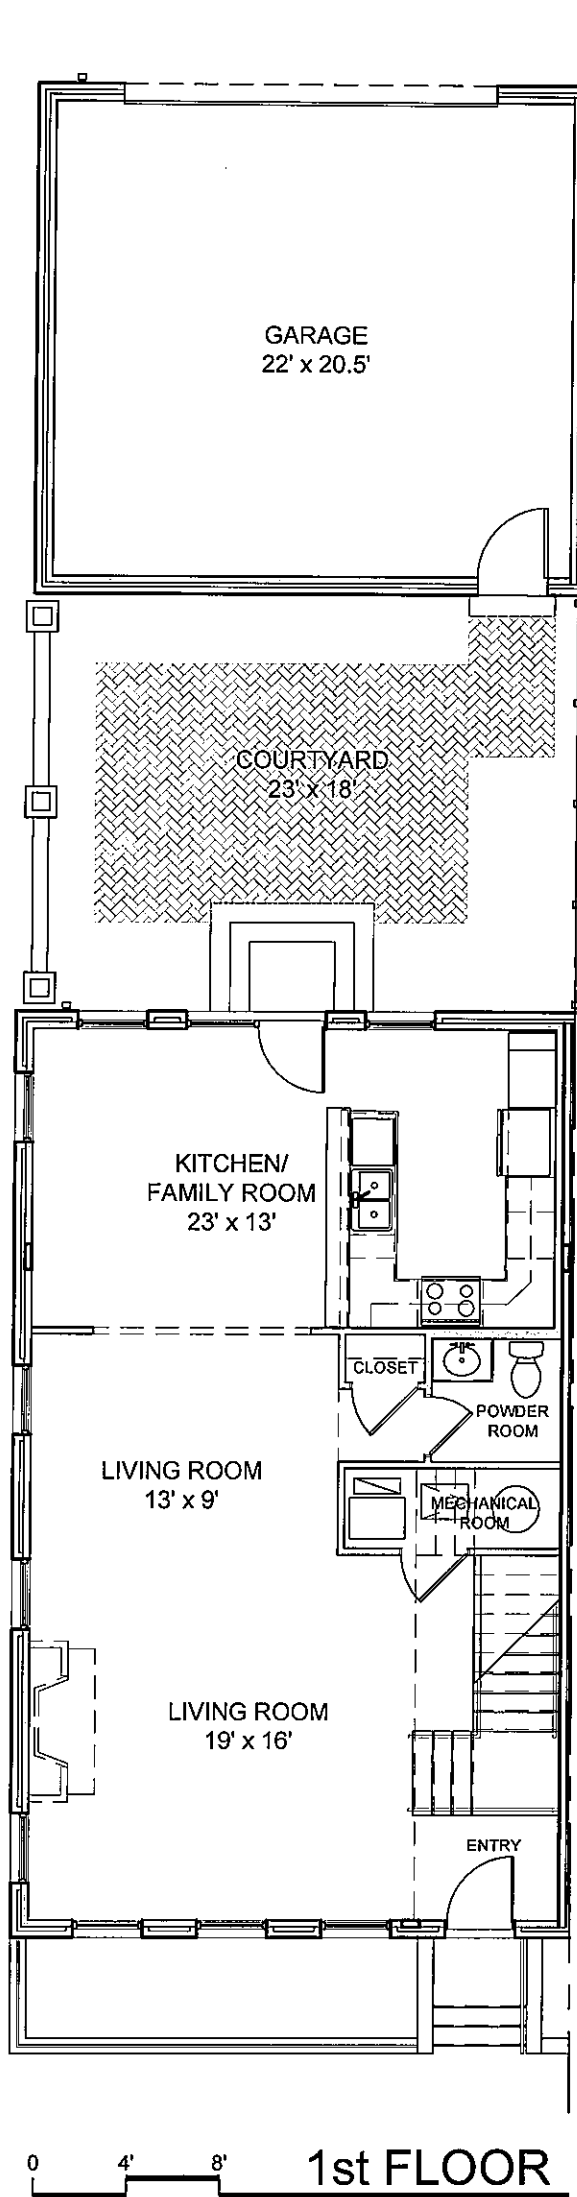 GARAGE
22' x 20.5'
COURTYARD
23' x 18'
KITCHEN/
FAMILY ROOM
23' x 13'
CLOSET
POWDER
ROOM
LIVING ROOM
13' x 9'
MECHANICAL
ROOM
LIVING ROOM
19' x 16'
ENTRY
0 4' 8' 1st FLOOR